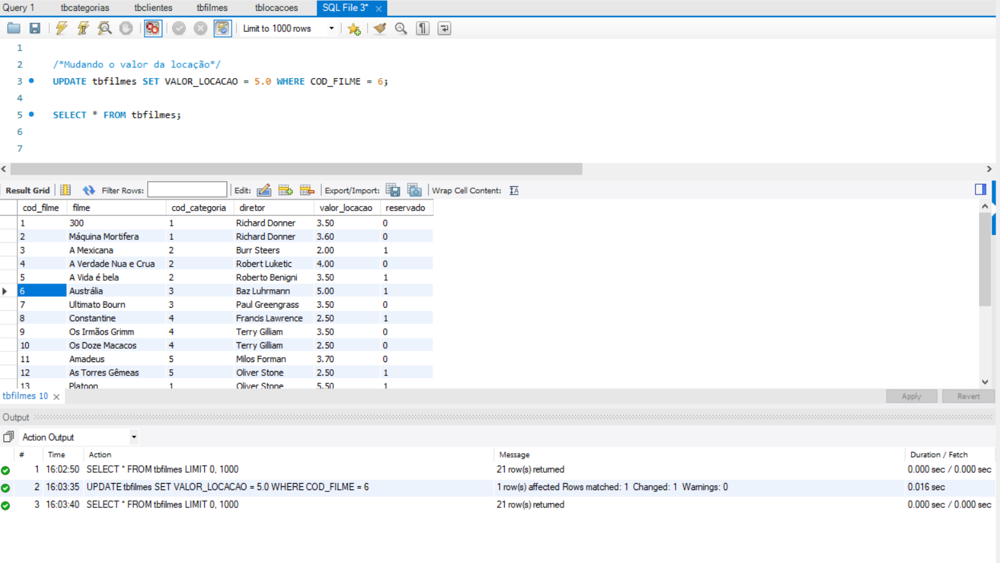 Query 1 tbcategorias tbclientes tbfilmes tblocacoes SQL File 3* ×
Limit to 1000 rows
1
2 /*Mudando o valor da locação*/
3 UPDATE tbfilmes SET VALOR_LOCACAO = 5.0 WHERE COD_FILME = 6;
4
5 SELECT * FROM tbfilmes;
6
7
Result Grid Filter Rows: Edit: Export/Import: Wrap Cell Content:
cod_filme filme cod_categoria diretor valor_locacao reservado
1 300 1 Richard Donner 3.50 0
2 Máquina Mortifera 1 Richard Donner 3.60 0
3 A Mexicana 2 Burr Steers 2.00 1
4 A Verdade Nua e Crua 2 Robert Luketic 4.00 0
5 A Vida é bela 2 Roberto Benigni 3.50 1
6 Austrália 3 Baz Luhrmann 5.00 1
7 Ultimato Bourn 3 Paul Greengrass 3.50 0
8 Constantine 4 Francis Lawrence 2.50 1
9 Os Irmãos Grimm 4 Terry Gilliam 3.50 0
10 Os Doze Macacos 4 Terry Gilliam 2.50 0
11 Amadeus 5 Milos Forman 3.70 0
12 As Torres Gêmeas 5 Oliver Stone 2.50 1
13 Platoon 1 Oliver Stone 5.50 1
tbfilmes 10 × Apply Revert
Output
Action Output
# Time Action Message Duration / Fetch
1 16:02:50 SELECT * FROM tbfilmes LIMIT 0, 1000 21 row(s) returned 0.000 sec / 0.000 sec
2 16:03:35 UPDATE tbfilmes SET VALOR_LOCACAO = 5.0 WHERE COD_FILME = 6 1 row(s) affected Rows matched: 1 Changed: 1 Warnings: 0 0.016 sec
3 16:03:40 SELECT * FROM tbfilmes LIMIT 0, 1000 21 row(s) returned 0.000 sec / 0.000 sec